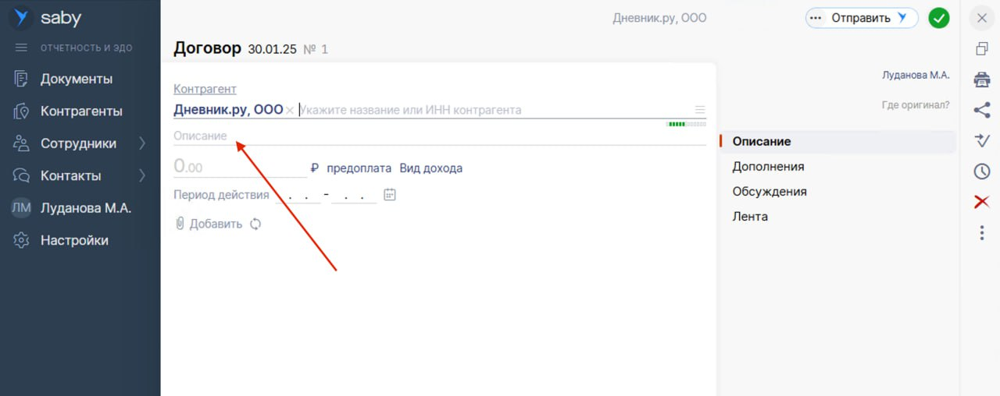 saby
ОТЧЕТНОСТЬ И ЭДО
Документы
Контрагенты
Сотрудники
Контакты
ЛМ Луданова М.А.
Настройки
Дневник.ру, ООО
••• Отправить
Договор 30.01.25 № 1
Контрагент
Дневник.ру, ООО × Укажите название или ИНН контрагента
Описание
0.00 ₽ предоплата Вид дохода
Период действия . . - . .
Добавить
Луданова М.А.
Где оригинал?
Описание
Дополнения
Обсуждения
Лента